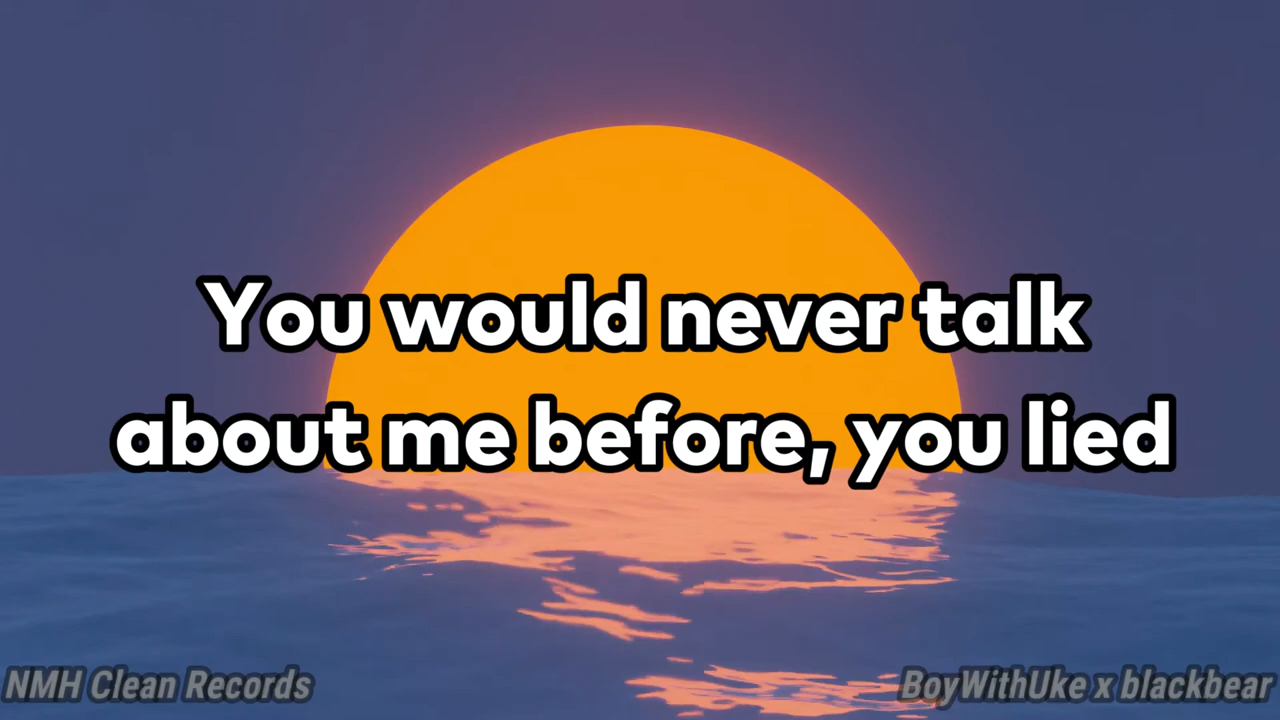 You would never talk
about me before, you lied
NMH Clean Records
BoyWithUke x blackbear